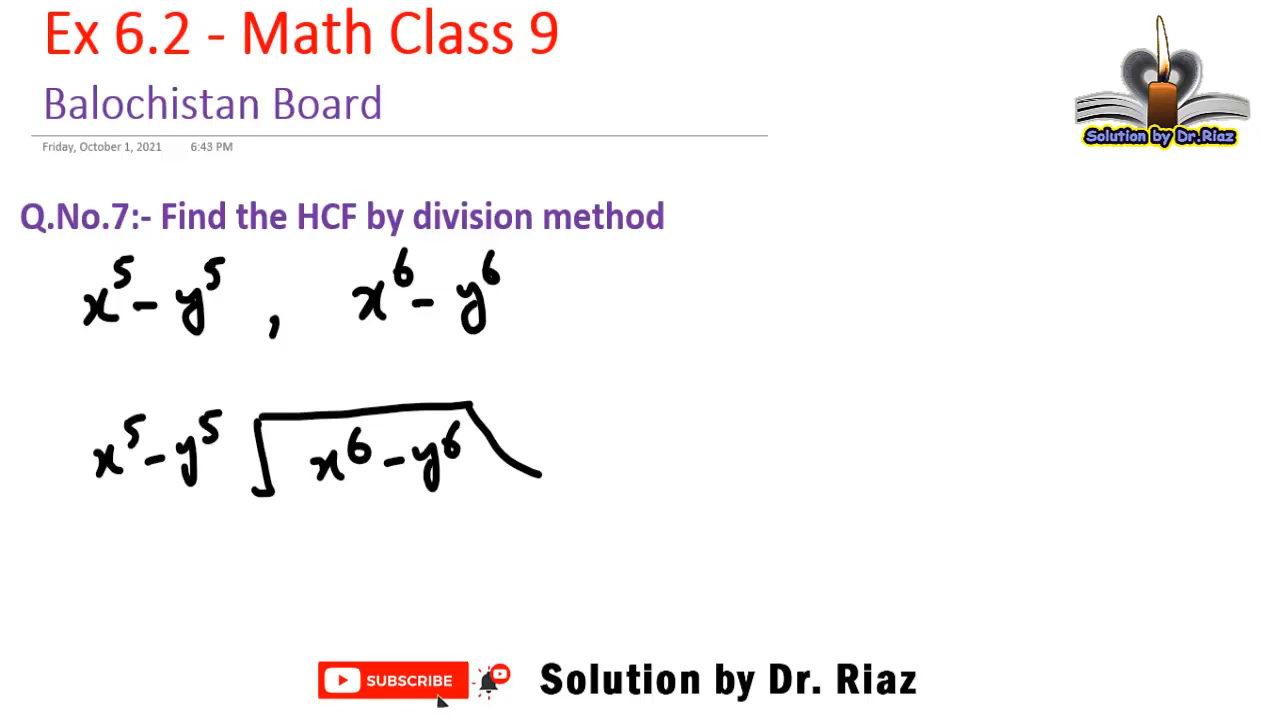 Ex 6.2 - Math Class 9
Balochistan Board
Solution by Dr.Riaz
Friday, October 1, 2021 6:43 PM
Q.No.7:- Find the HCF by division method
x⁵ - y⁵ , x⁶ - y⁶
x⁵ - y⁵ x⁶ - y⁶
SUBSCRIBE Solution by Dr. Riaz